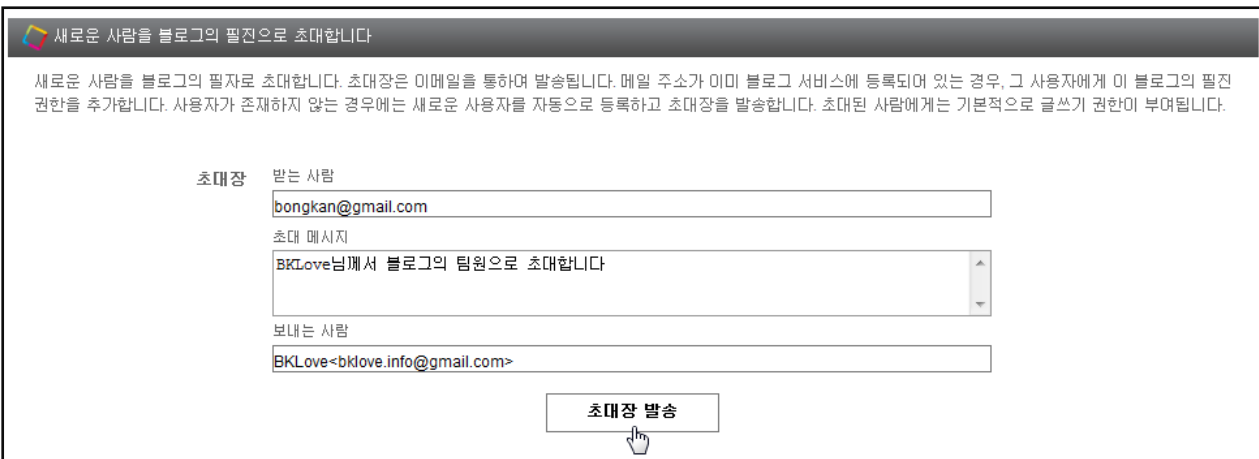 새로운 사람을 블로그의 필진으로 초대합니다
새로운 사람을 블로그의 필자로 초대합니다. 초대장은 이메일을 통하여 발송됩니다. 메일 주소가 이미 블로그 서비스에 등록되어 있는 경우, 그 사용자에게 이 블로그의 필진
권한을 추가합니다. 사용자가 존재하지 않는 경우에는 새로운 사용자를 자동으로 등록하고 초대장을 발송합니다. 초대된 사람에게는 기본적으로 글쓰기 권한이 부여됩니다.
초대장 받는 사람
bongkan@gmail.com
초대 메시지
BKLove님께서 블로그의 팀원으로 초대합니다
보내는 사람
BKLove<bklove.info@gmail.com>
초대장 발송